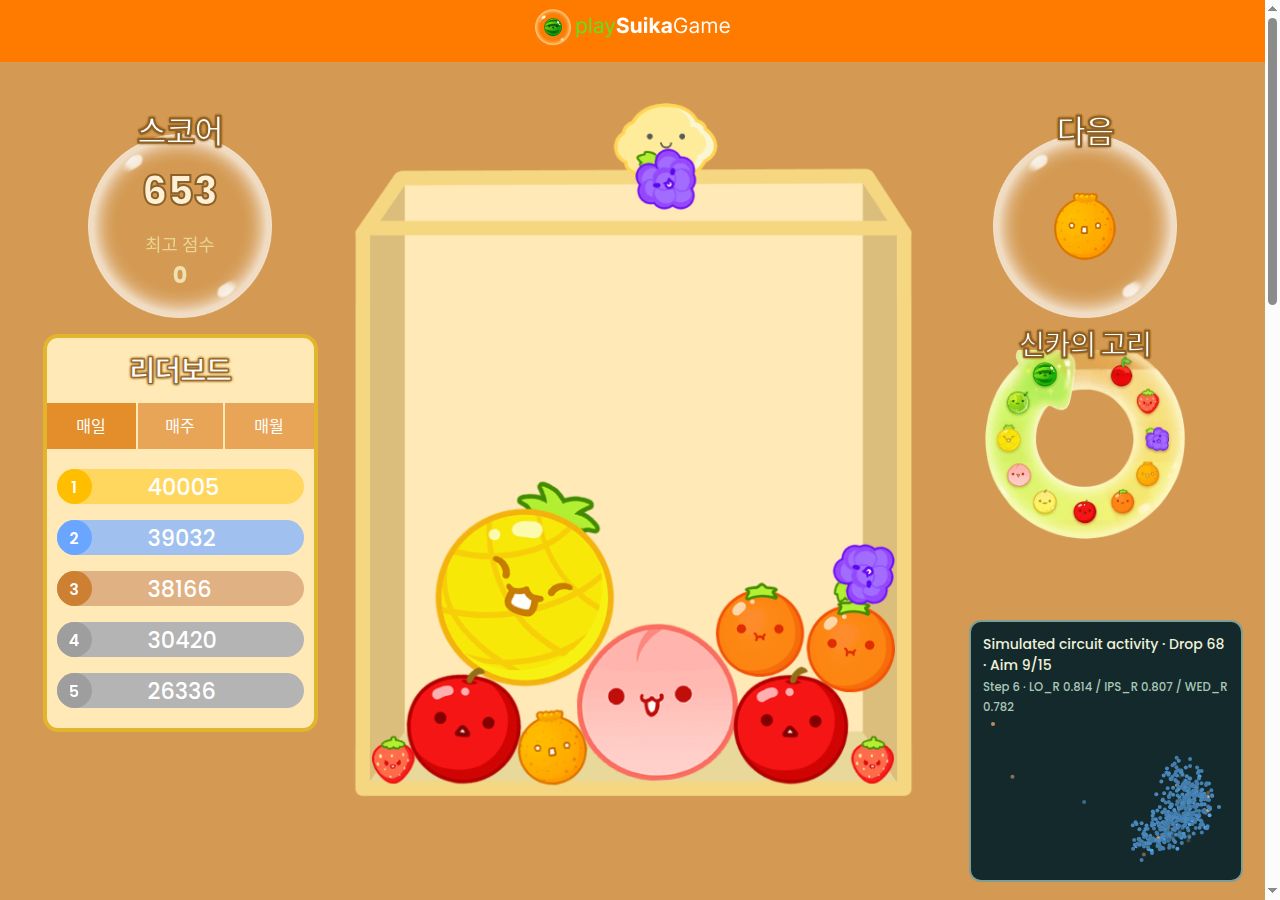 playSuikaGame
스코어
653
최고 점수
0
다음
신카의 고리
리더보드
매일 매주 매월
1 40005
2 39032
3 38166
4 30420
5 26336
Simulated circuit activity · Drop 68
· Aim 9/15
Step 6 · LO_R 0.814 / IPS_R 0.807 / WED_R
0.782